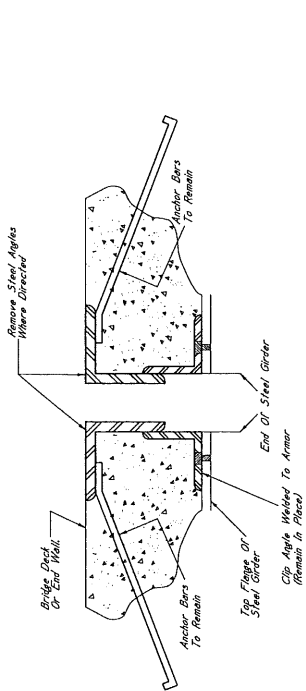 Remove Steel Angles
Where Directed
Bridge Deck
Or End Wall.
Anchor Bars
To Remain
Anchor Bars
To Remain
End Of Steel Girder
Top Flange Or
Steel Girder
Clip Angle Welded To Armor
(Remain In Place)